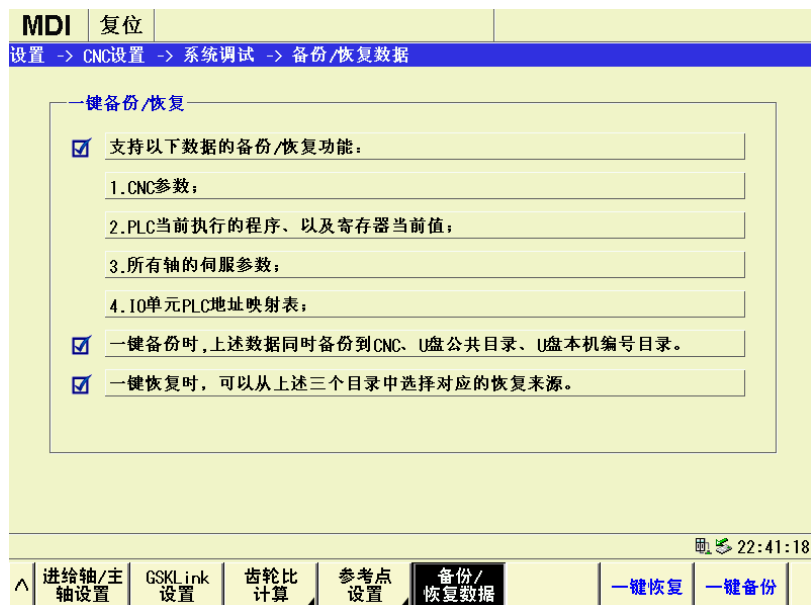 MDI 复位
设置 -> CNC设置 -> 系统调试 -> 备份/恢复数据
一键备份/恢复
支持以下数据的备份/恢复功能：
1.CNC参数；
2.PLC当前执行的程序、以及寄存器当前值；
3.所有轴的伺服参数；
4.IO单元PLC地址映射表；
一键备份时,上述数据同时备份到CNC、U盘公共目录、U盘本机编号目录。
一键恢复时，可以从上述三个目录中选择对应的恢复来源。
22:41:18
进给轴/主轴设置
GSKLink设置
齿轮比计算
参考点设置
备份/恢复数据
一键恢复
一键备份